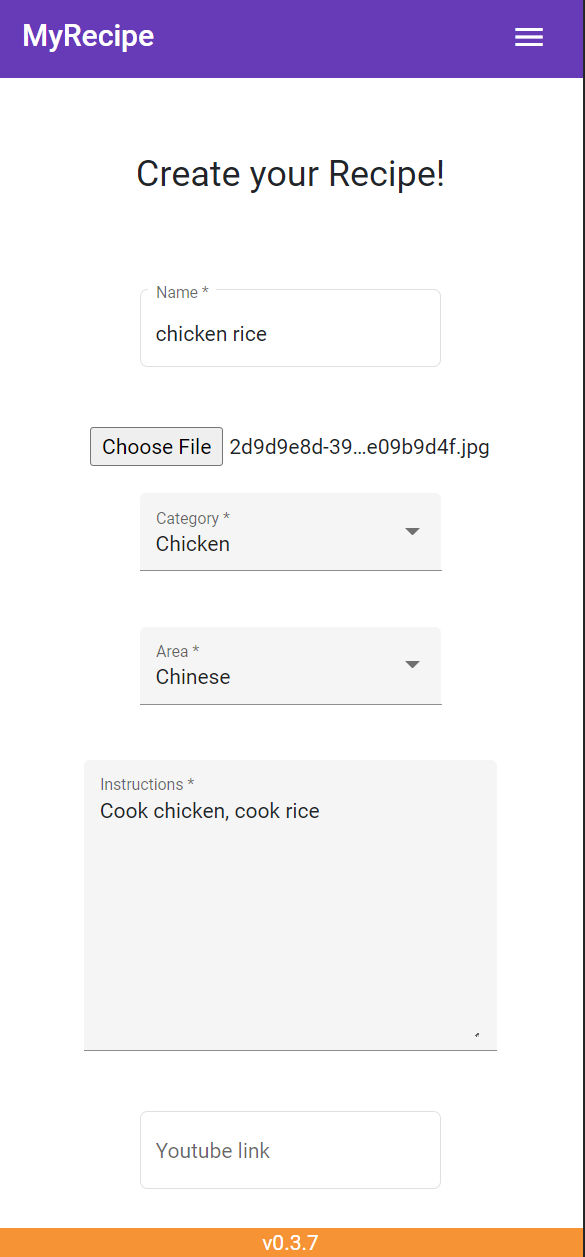 MyRecipe
Create your Recipe!
Name *
chicken rice
Choose File 2d9d9e8d-39...e09b9d4f.jpg
Category *
Chicken
Area *
Chinese
Instructions *
Cook chicken, cook rice
Youtube link
v0.3.7